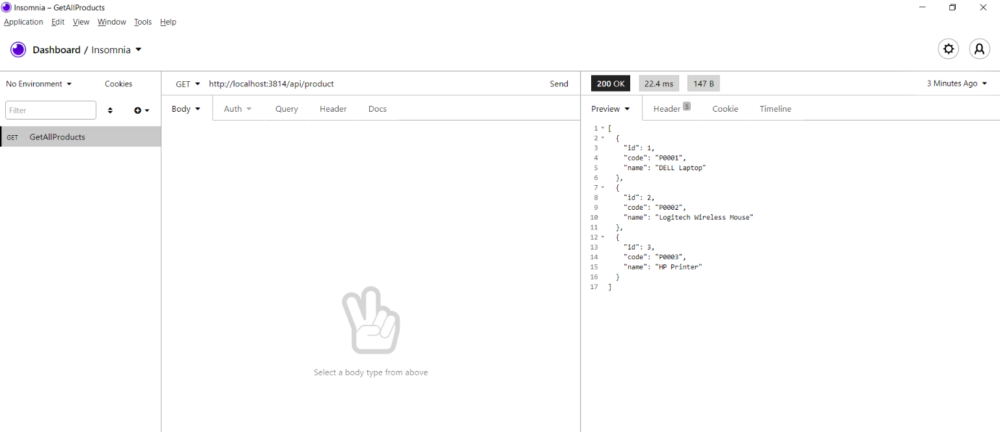 Insomnia – GetAllProducts
Application Edit View Window Tools Help
Dashboard / Insomnia
No Environment Cookies
GET http://localhost:3814/api/product Send
200 OK 22.4 ms 147 B 3 Minutes Ago
Filter
Body Auth Query Header Docs
Preview Header 5 Cookie Timeline
GET GetAllProducts
1 [
2 {
3 "id": 1,
4 "code": "P0001",
5 "name": "DELL Laptop"
6 },
7 {
8 "id": 2,
9 "code": "P0002",
10 "name": "Logitech Wireless Mouse"
11 },
12 {
13 "id": 3,
14 "code": "P0003",
15 "name": "HP Printer"
16 }
17 ]
Select a body type from above